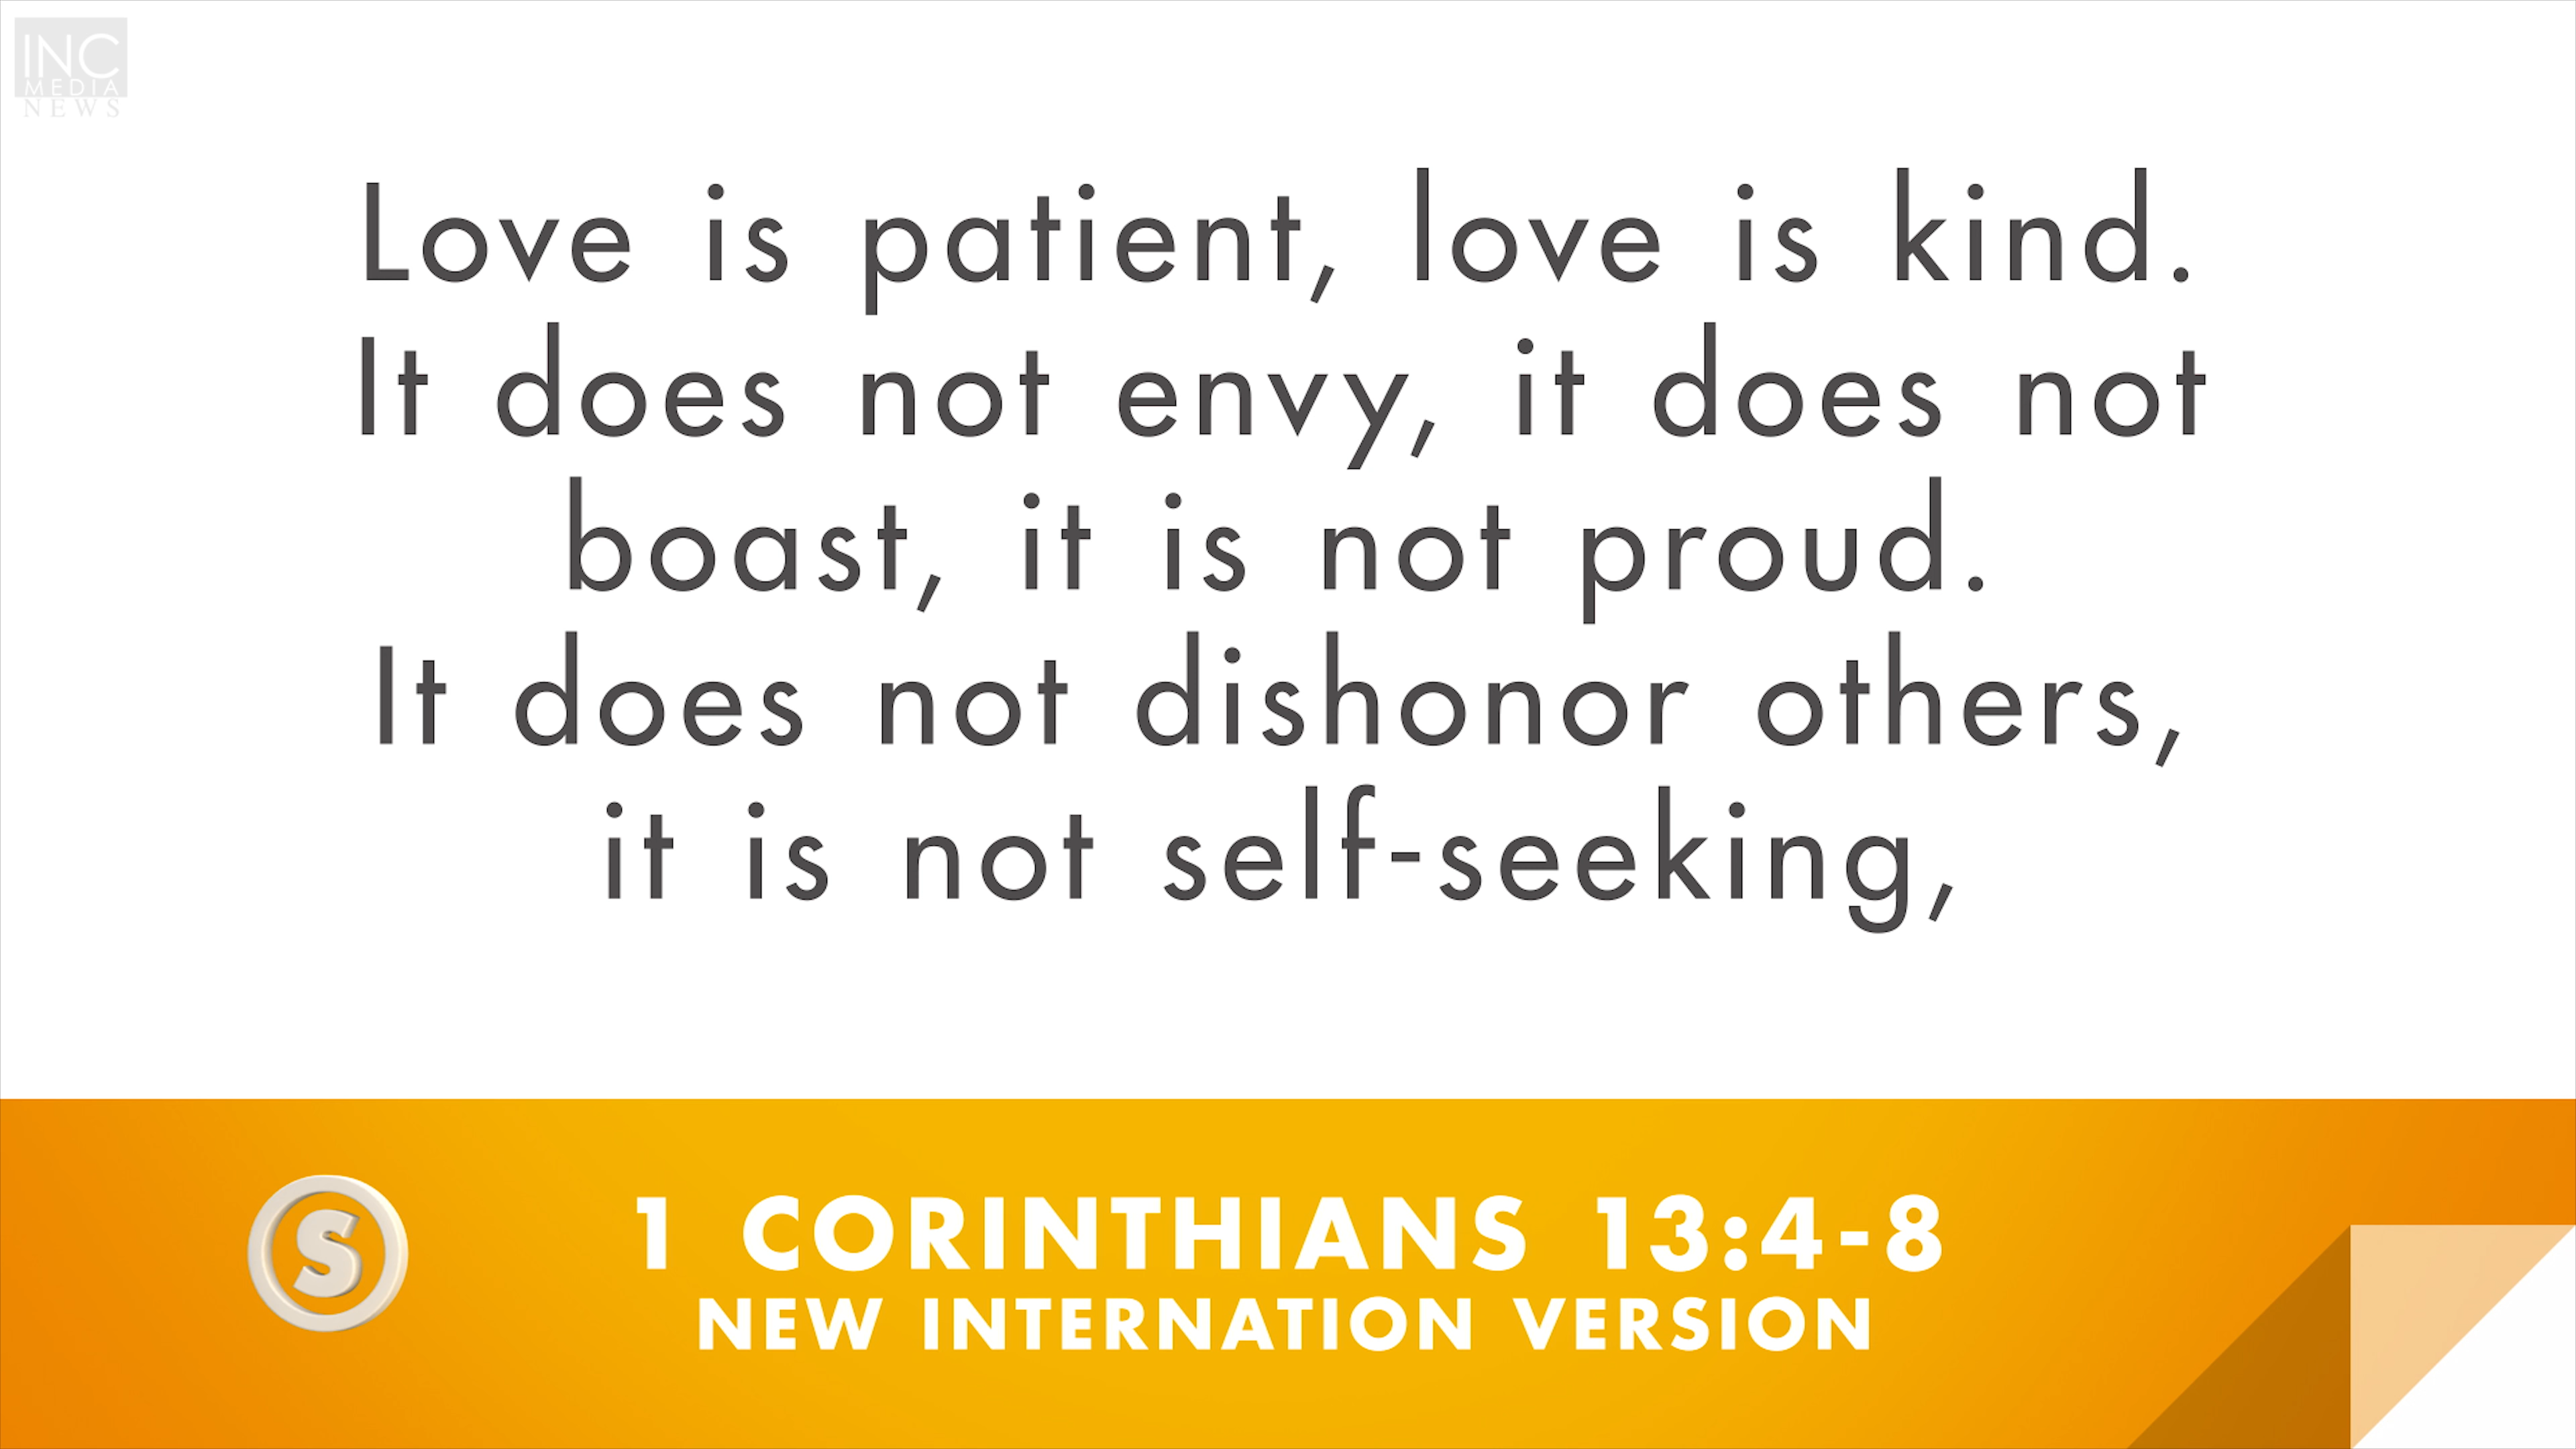 INC
MEDIA
NEWS
Love is patient, love is kind.
It does not envy, it does not
boast, it is not proud.
It does not dishonor others,
it is not self-seeking,
S
1 CORINTHIANS 13:4-8
NEW INTERNATION VERSION